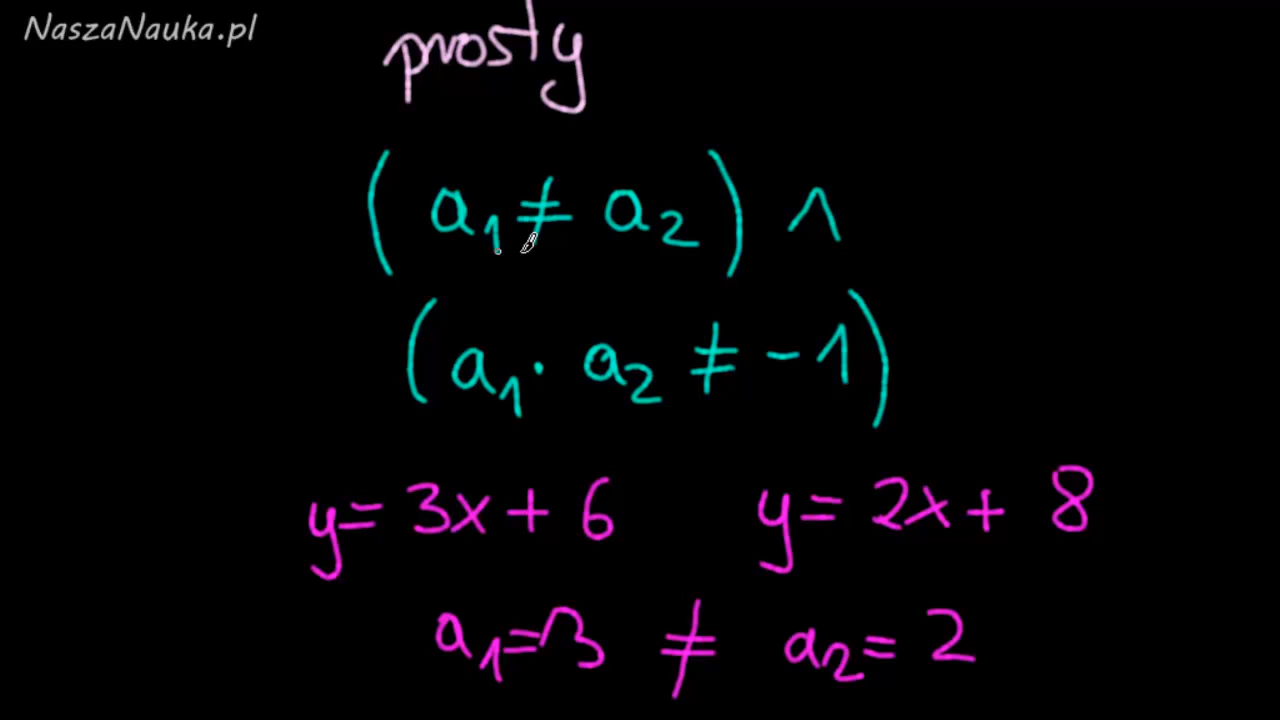 NaszaNauka.pl
prosty
(a₁ ≠ a₂) ∧
(a₁ · a₂ ≠ -1)
y = 3x + 6 y = 2x + 8
a₁ = 3 ≠ a₂ = 2